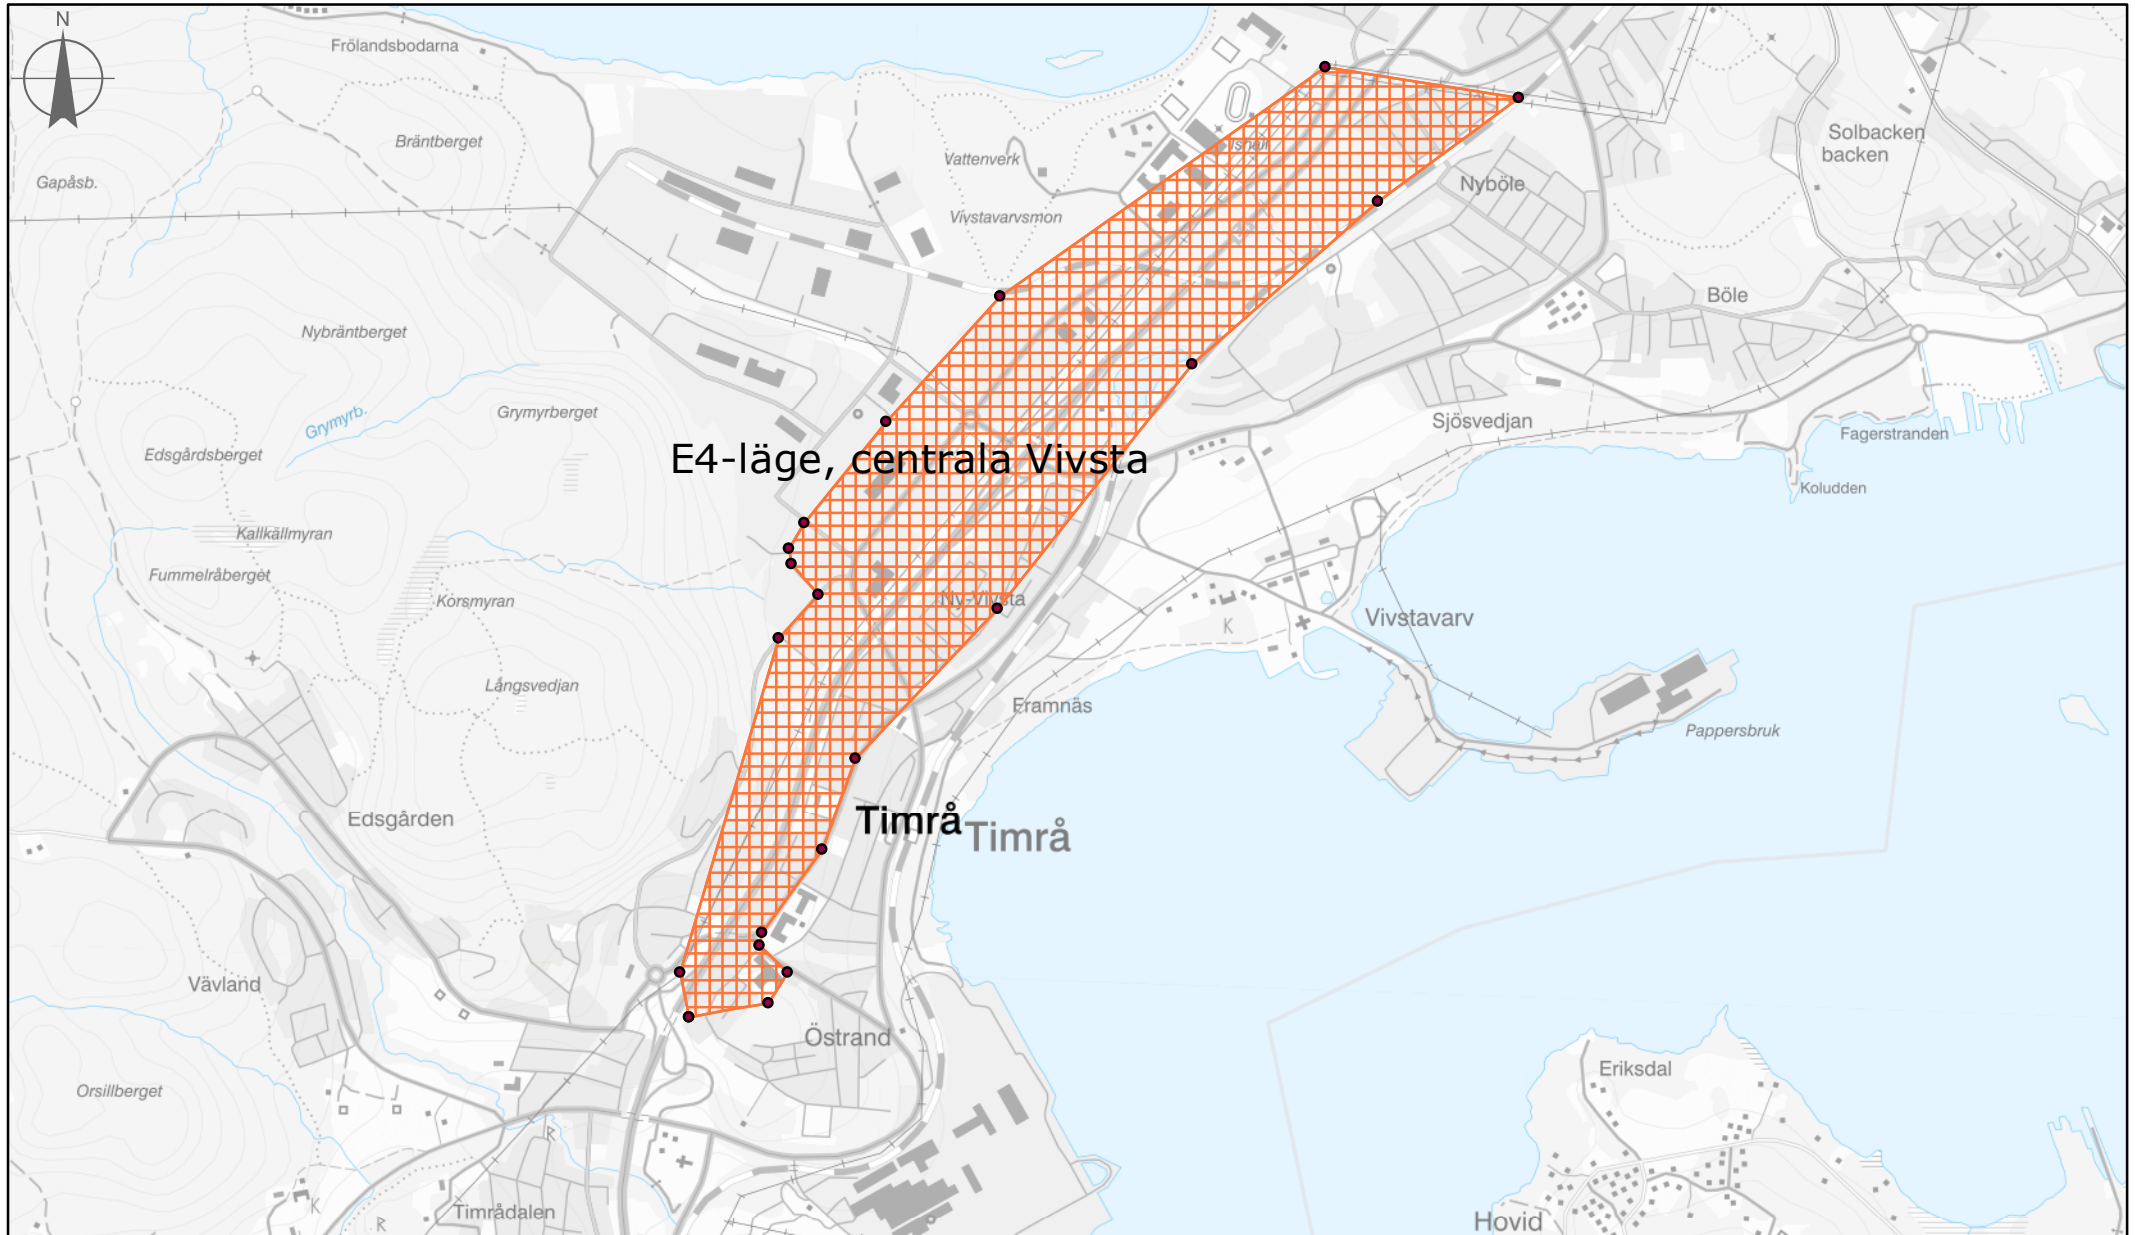 N
Frölandsbodarna
Bräntberget
Gapåsb.
Vattenverk
Ishall
Solbacken
backen
Nyböle
Vivstavarvsmon
Böle
Nybräntberget
Grymyrb.
Grymyrberget
Sjösvedjan
Fagerstranden
Edsgårdsberget
E4-läge, centrala Vivsta
Koludden
Kallkällmyran
Fummelråberget
Korsmyran
Ny-Vivsta
Vivstavarv
K
Långsvedjan
Framnäs
Pappersbruk
Edsgården
Timrå
Timrå
Vävland
Östrand
Eriksdal
Orsillberget
R
K
R
Timrådalen
Hovid